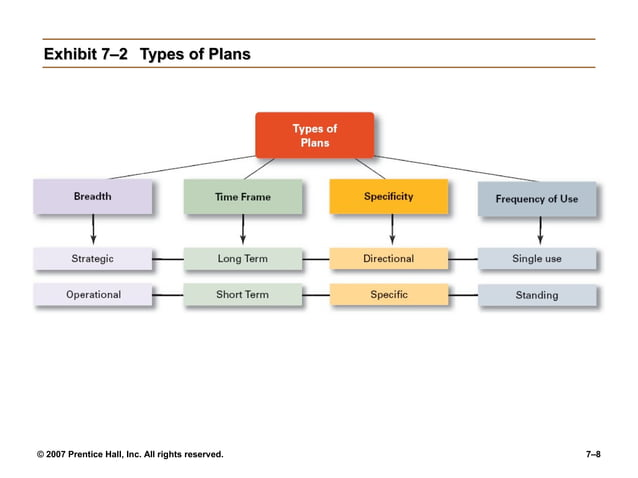 Exhibit 7–2 Types of Plans
Types of
Plans
Breadth
Time Frame
Specificity
Frequency of Use
Strategic
Long Term
Directional
Single use
Operational
Short Term
Specific
Standing
© 2007 Prentice Hall, Inc. All rights reserved.
7–8